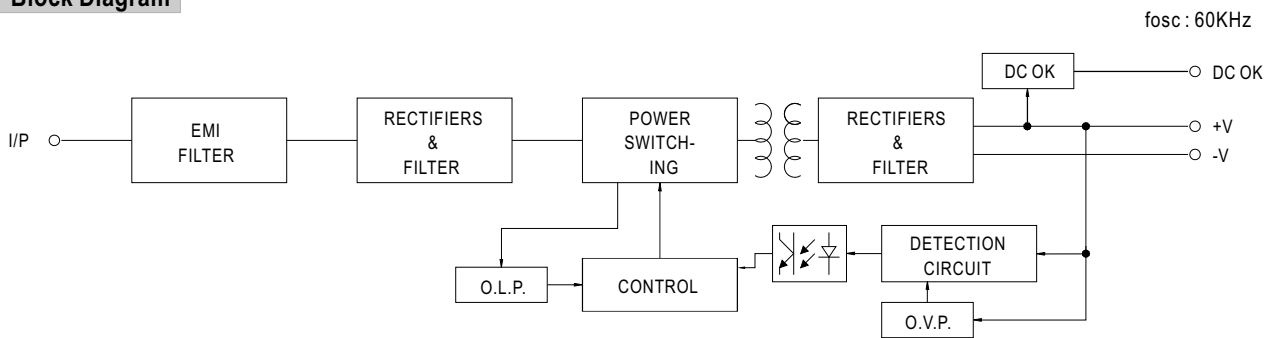 Block Diagram
fosc : 60KHz
DC OK
DC OK
I/P
EMI
FILTER
RECTIFIERS
&
FILTER
POWER
SWITCH-
ING
RECTIFIERS
&
FILTER
+V
-V
O.L.P.
CONTROL
DETECTION
CIRCUIT
O.V.P.